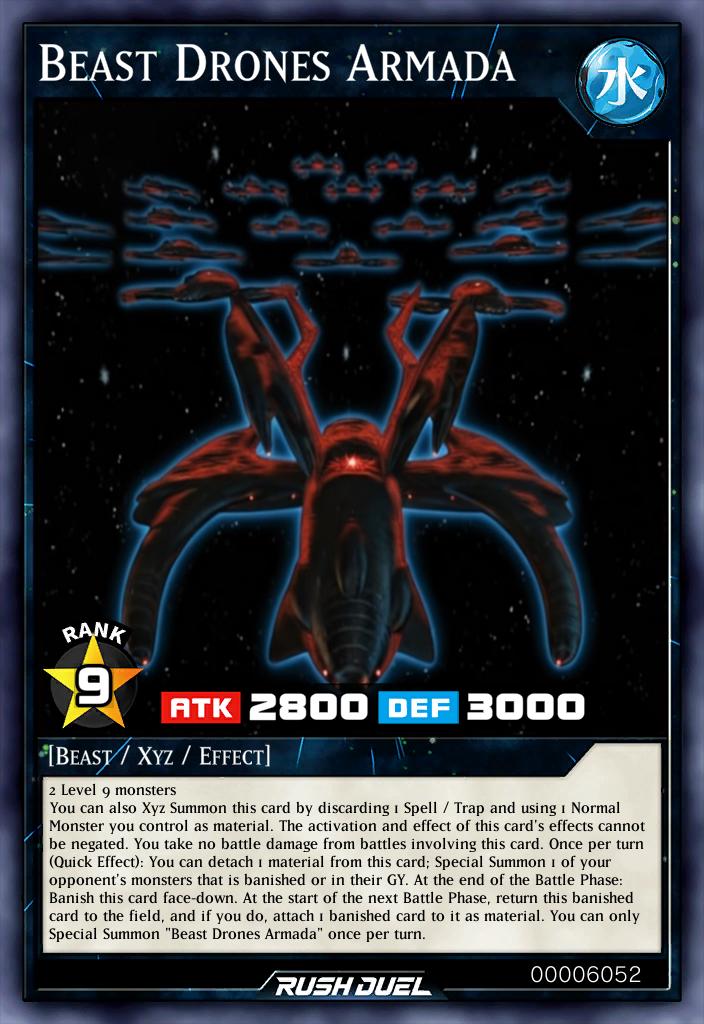 Beast Drones Armada
水
RANK
9
ATK 2800 DEF 3000
[Beast / Xyz / Effect]
2 Level 9 monsters
You can also Xyz Summon this card by discarding 1 Spell / Trap and using 1 Normal
Monster you control as material. The activation and effect of this card's effects cannot
be negated. You take no battle damage from battles involving this card. Once per turn
(Quick Effect): You can detach 1 material from this card; Special Summon 1 of your
opponent's monsters that is banished or in their GY. At the end of the Battle Phase:
Banish this card face-down. At the start of the next Battle Phase, return this banished
card to the field, and if you do, attach 1 banished card to it as material. You can only
Special Summon "Beast Drones Armada" once per turn.
00006052
RUSH DUEL